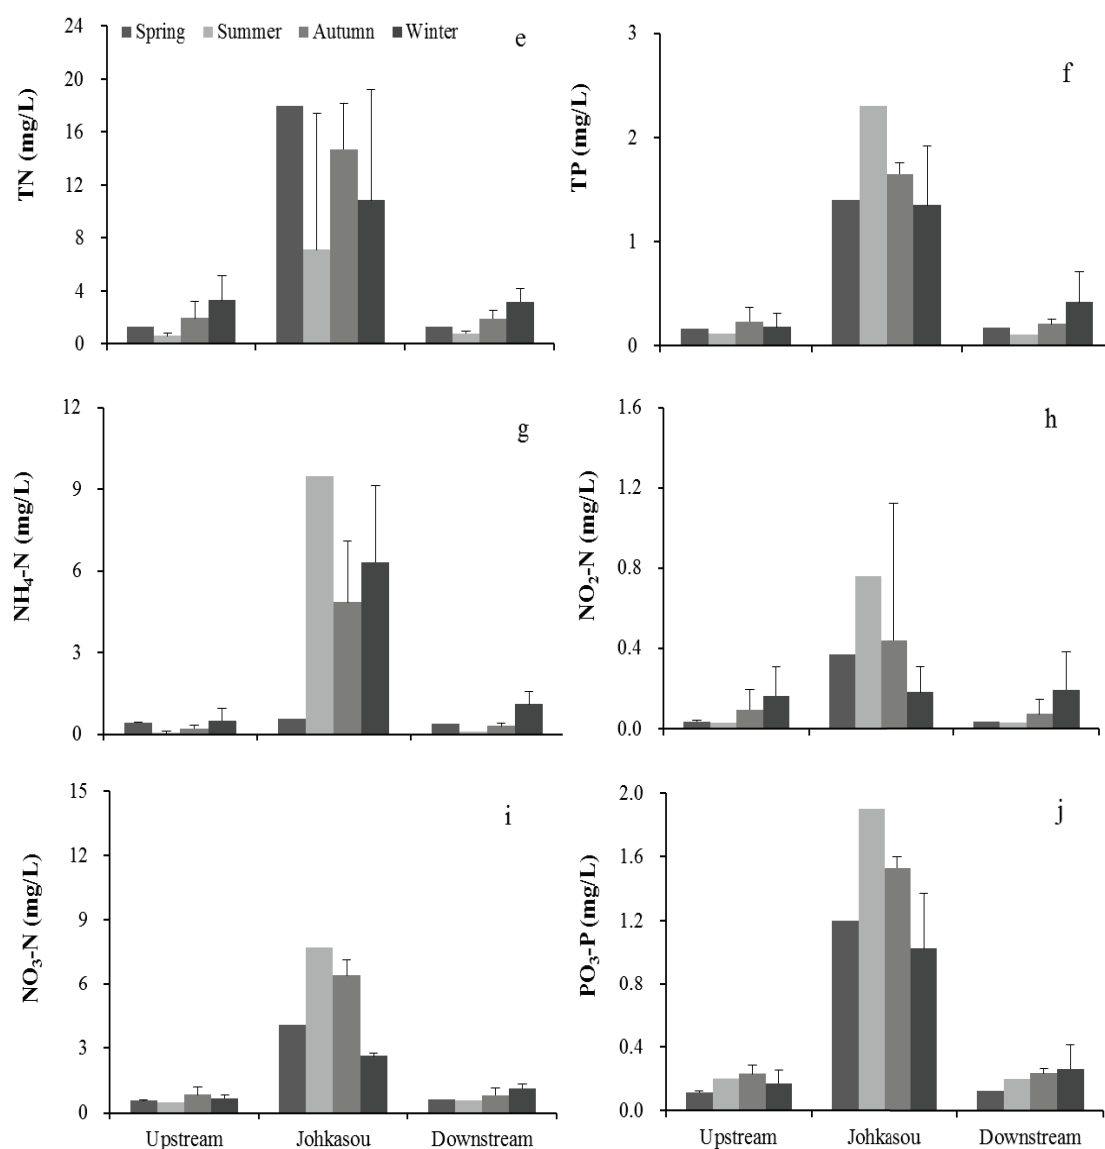 Spring Summer Autumn Winter
e
TN (mg/L)
24
20
16
12
8
4
0
f
TP (mg/L)
3
2
1
0
g
NH₄-N (mg/L)
12
9
6
3
0
h
NO₂-N (mg/L)
1.6
1.2
0.8
0.4
0.0
i
NO₃-N (mg/L)
15
12
9
6
3
0
Upstream Johkasou Downstream
j
PO₃-P (mg/L)
2.0
1.6
1.2
0.8
0.4
0.0
Upstream Johkasou Downstream